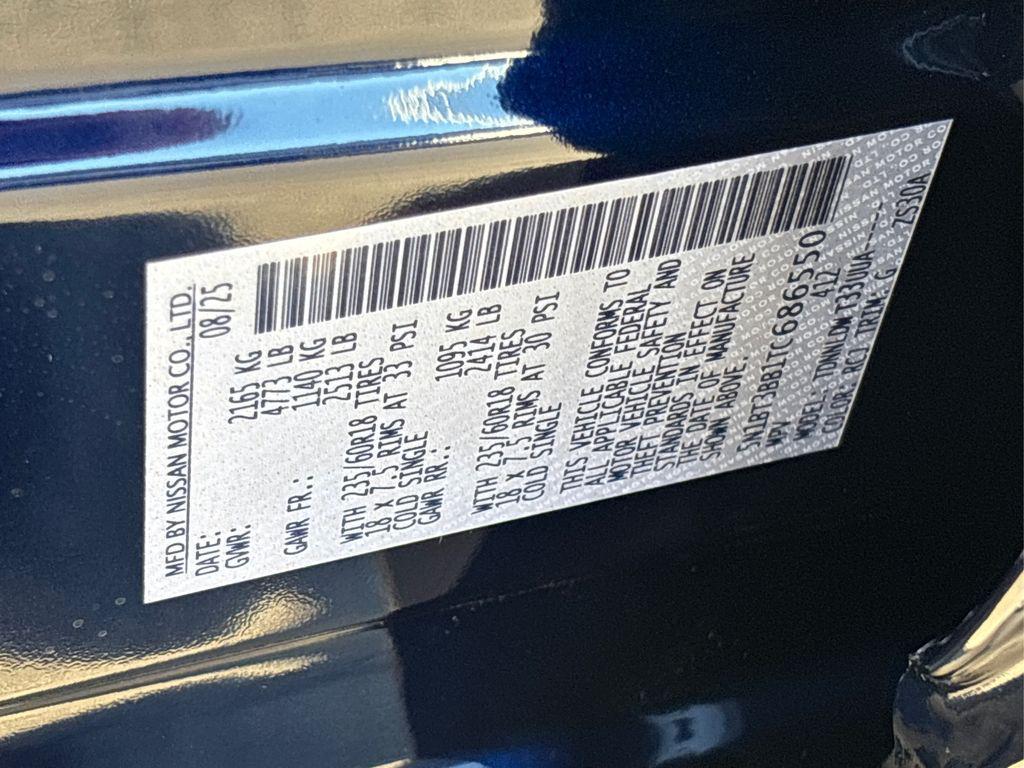 MFD BY NISSAN MOTOR CO., LTD.
DATE: 08/25
GVWR: 2165 KG
4773 LB
GAWR FR.: 1140 KG
2513 LB
WITH 235/60R18 TIRES
18 X 7.5 RIMS AT 33 PSI
COLD SINGLE
GAWR RR.: 1095 KG
2414 LB
WITH 235/60R18 TIRES
18 X 7.5 RIMS AT 30 PSI
COLD SINGLE
THIS VEHICLE CONFORMS TO
ALL APPLICABLE FEDERAL
MOTOR VEHICLE SAFETY AND
THEFT PREVENTION
STANDARDS IN EFFECT ON
THE DATE OF MANUFACTURE
SHOWN ABOVE.
5N1BT3BB1TC686550
MPV 412
MODEL:
COLOR: RCJ TRIM: G